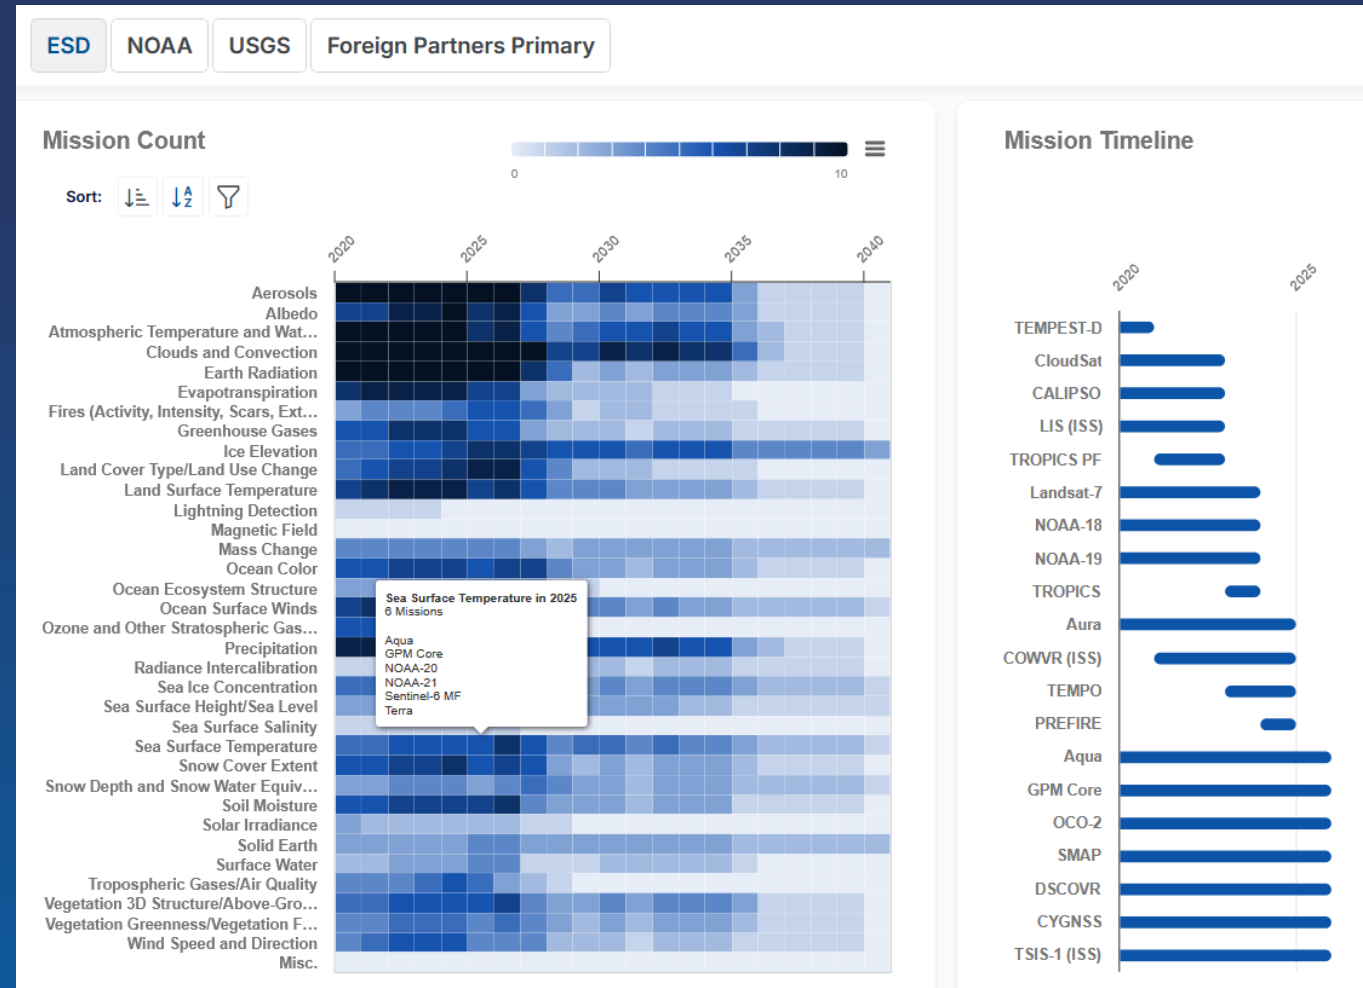 ESD
NOAA
USGS
Foreign Partners Primary
Mission Count
0
10
Sort:
A
Z
2020
2025
2030
2035
2040
Aerosols
Albedo
Atmospheric Temperature and Wat...
Clouds and Convection
Earth Radiation
Evapotranspiration
Fires (Activity, Intensity, Scars, Ext...
Greenhouse Gases
Ice Elevation
Land Cover Type/Land Use Change
Land Surface Temperature
Lightning Detection
Magnetic Field
Mass Change
Ocean Color
Ocean Ecosystem Structure
Ocean Surface Winds
Ozone and Other Stratospheric Gas...
Precipitation
Radiance Intercalibration
Sea Ice Concentration
Sea Surface Height/Sea Level
Sea Surface Salinity
Sea Surface Temperature
Snow Cover Extent
Snow Depth and Snow Water Equiv...
Soil Moisture
Solar Irradiance
Solid Earth
Surface Water
Tropospheric Gases/Air Quality
Vegetation 3D Structure/Above-Gro...
Vegetation Greenness/Vegetation F...
Wind Speed and Direction
Misc.
Sea Surface Temperature in 2025
6 Missions
Aqua
GPM Core
NOAA-20
NOAA-21
Sentinel-6 MF
Terra
Mission Timeline
2020
2025
TEMPEST-D
CloudSat
CALIPSO
LIS (ISS)
TROPICS PF
Landsat-7
NOAA-18
NOAA-19
TROPICS
Aura
COWVR (ISS)
TEMPO
PREFIRE
Aqua
GPM Core
OCO-2
SMAP
DSCOVR
CYGNSS
TSIS-1 (ISS)